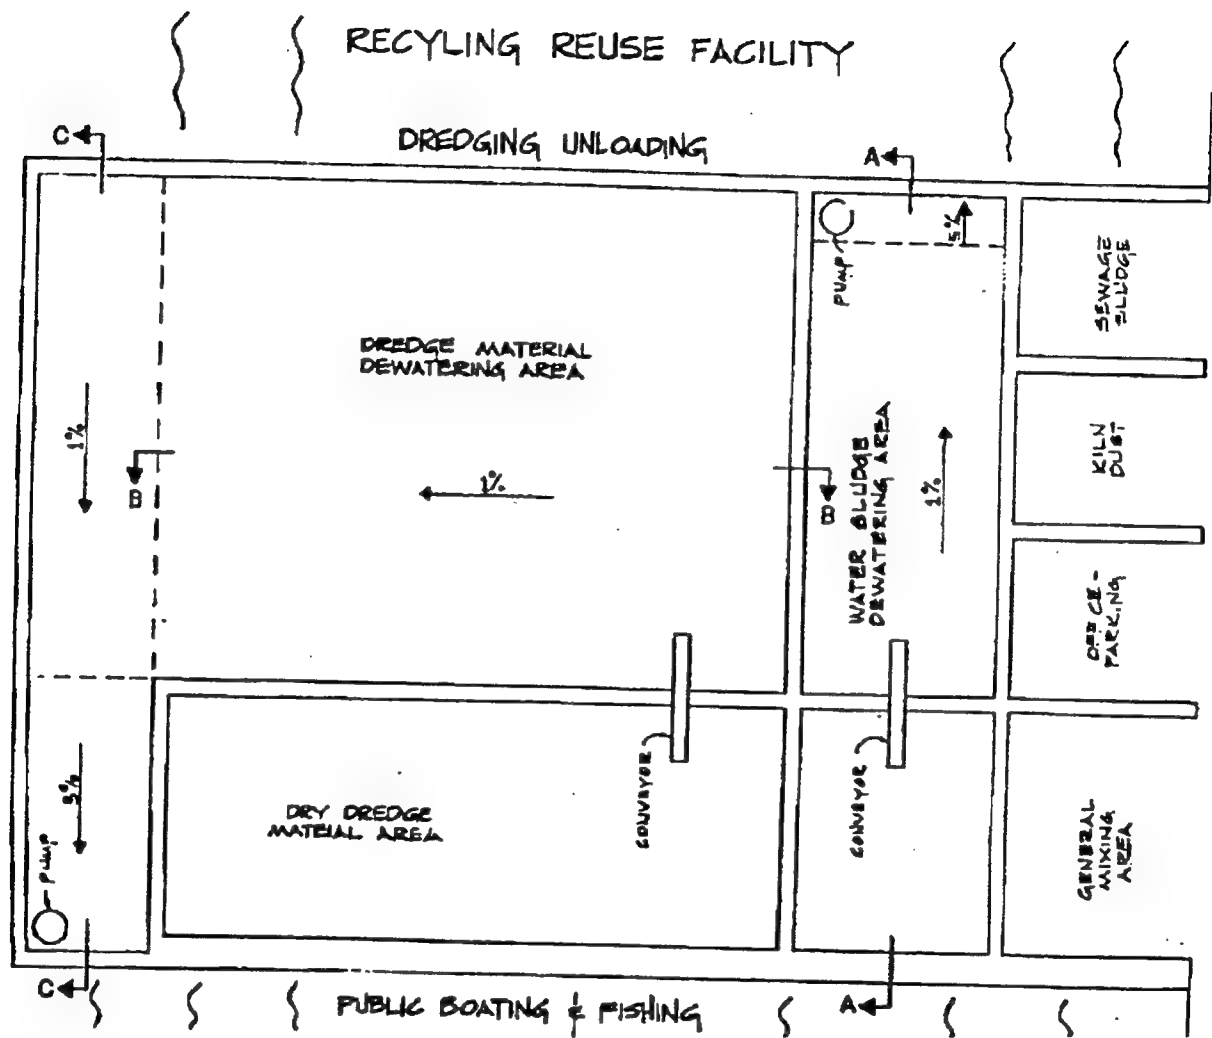 RECYLING REUSE FACILITY
DREDGING UNLOADING
C
A
5%
PUMP
SEWAGE
SLUDGE
DREDGE MATERIAL
DEWATERING AREA
1%
B
1%
B
WATER SLUDGE
DEWATERING AREA
1%
KILN
DUST
OFFICE-
PARKING
CONVEYOR
CONVEYOR
5%
DRY DREDGE
MATEIAL AREA
GENERAL
MIXING
AREA
PUMP
C
A
PUBLIC BOATING & FISHING